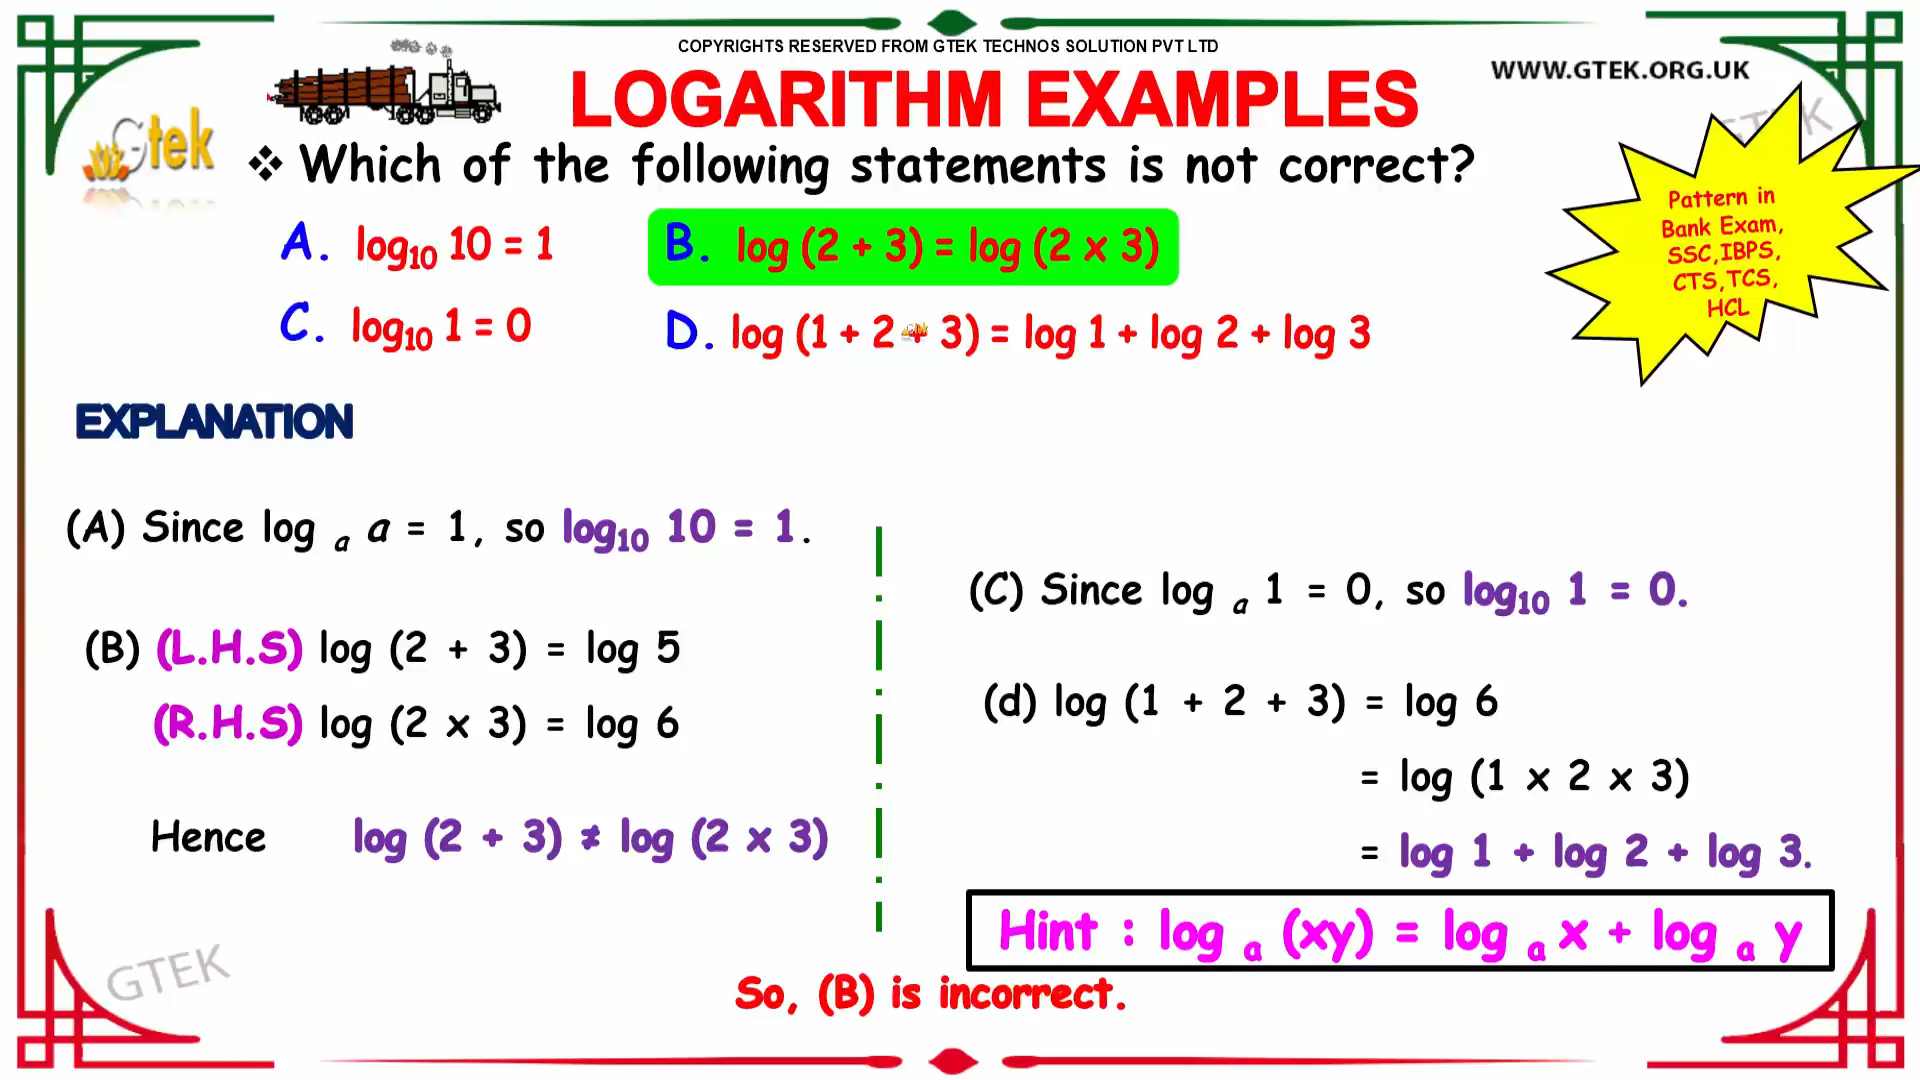 COPYRIGHTS RESERVED FROM GTEK TECHNOS SOLUTION PVT LTD
WWW.GTEK.ORG.UK
LOGARITHM EXAMPLES
Gtek
GTEK
❖ Which of the following statements is not correct?
A. log₁₀ 10 = 1
B. log (2 + 3) = log (2 x 3)
C. log₁₀ 1 = 0
D. log (1 + 2 + 3) = log 1 + log 2 + log 3
Pattern in
Bank Exam,
SSC,IBPS,
CTS,TCS,
HCL
EXPLANATION
(A) Since log ₐ a = 1, so log₁₀ 10 = 1.
(B) (L.H.S) log (2 + 3) = log 5
(R.H.S) log (2 x 3) = log 6
Hence log (2 + 3) ≠ log (2 x 3)
(C) Since log ₐ 1 = 0, so log₁₀ 1 = 0.
(d) log (1 + 2 + 3) = log 6
= log (1 x 2 x 3)
= log 1 + log 2 + log 3.
Hint : log ₐ (xy) = log ₐ x + log ₐ y
GTEK
So, (B) is incorrect.